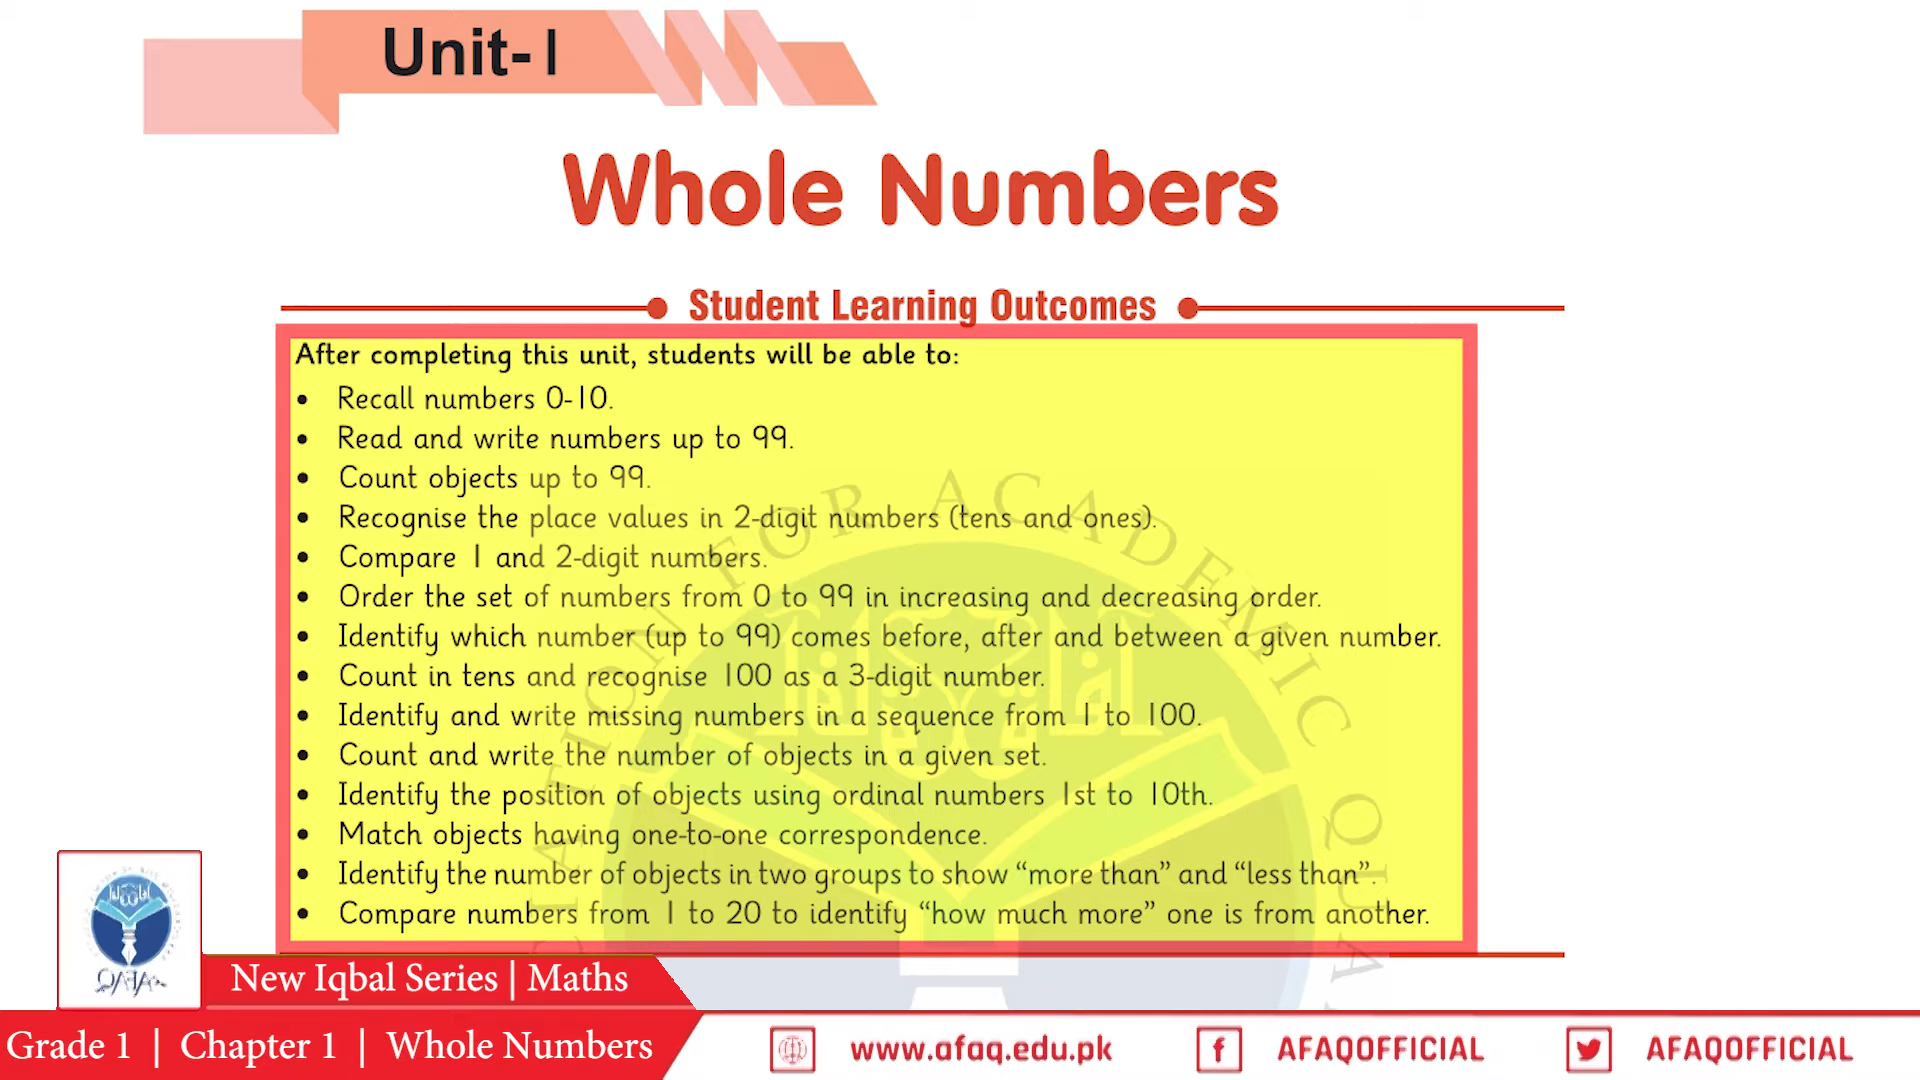 Unit-1
Whole Numbers
Student Learning Outcomes
After completing this unit, students will be able to:
• Recall numbers 0-10.
• Read and write numbers up to 99.
• Count objects up to 99.
• Recognise the place values in 2-digit numbers (tens and ones).
• Compare 1 and 2-digit numbers.
• Order the set of numbers from 0 to 99 in increasing and decreasing order.
• Identify which number (up to 99) comes before, after and between a given number.
• Count in tens and recognise 100 as a 3-digit number.
• Identify and write missing numbers in a sequence from 1 to 100.
• Count and write the number of objects in a given set.
• Identify the position of objects using ordinal numbers 1st to 10th.
• Match objects having one-to-one correspondence.
• Identify the number of objects in two groups to show “more than” and “less than”.
• Compare numbers from 1 to 20 to identify “how much more” one is from another.
FOR ACADEMIC
New Iqbal Series | Maths
Grade 1 | Chapter 1 | Whole Numbers
www.afaq.edu.pk
AFAQOFFICIAL
AFAQOFFICIAL